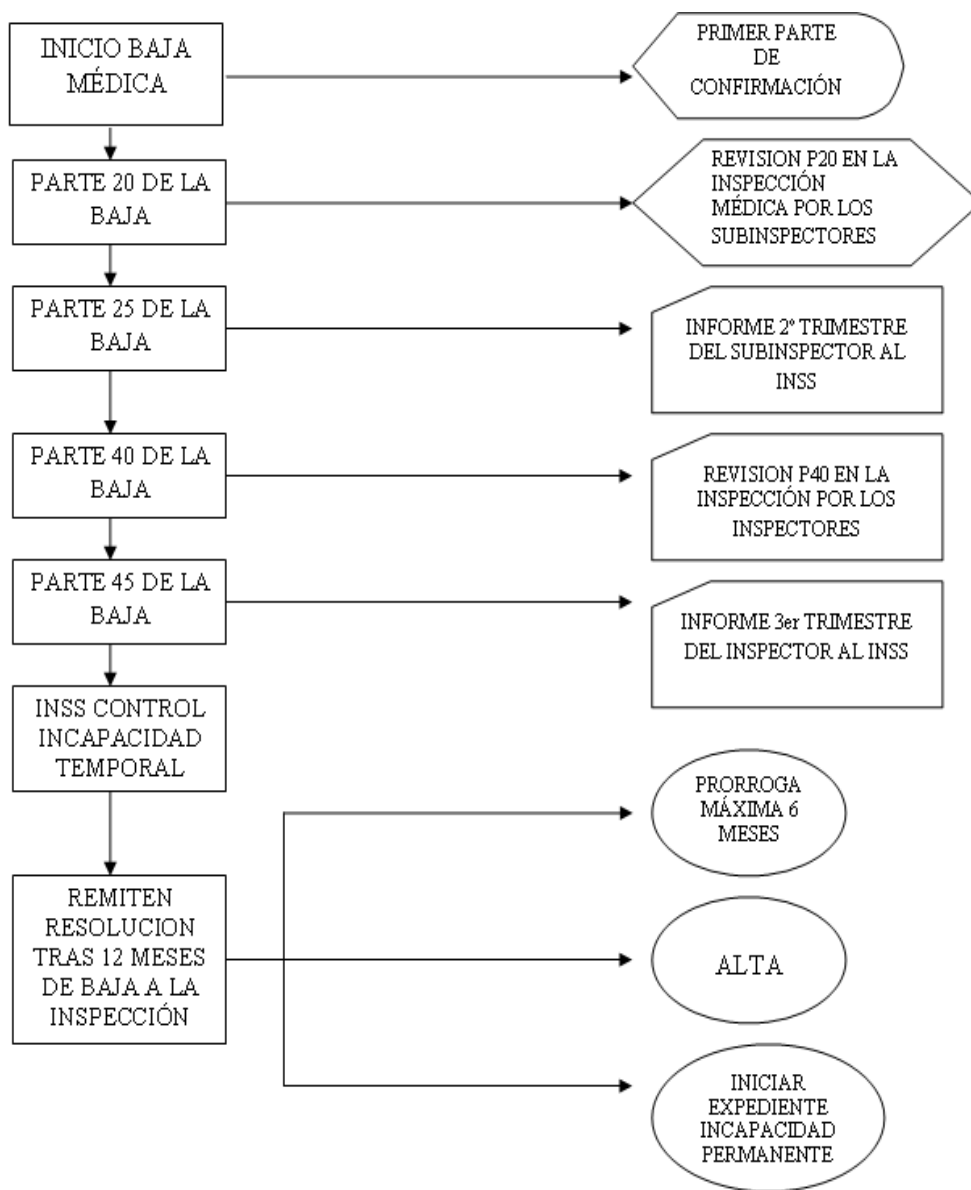 INICIO BAJA
MÉDICA
PRIMER PARTE
DE
CONFIRMACIÓN
PARTE 20 DE LA
BAJA
REVISION P20 EN LA
INSPECCIÓN
MÉDICA POR LOS
SUBINSPECTORES
PARTE 25 DE LA
BAJA
INFORME 2º TRIMESTRE
DEL SUBINSPECTOR AL
INSS
PARTE 40 DE LA
BAJA
REVISION P40 EN LA
INSPECCIÓN POR LOS
INSPECTORES
PARTE 45 DE LA
BAJA
INFORME 3er TRIMESTRE
DEL INSPECTOR AL INSS
INSS CONTROL
INCAPACIDAD
TEMPORAL
PRORROGA
MÁXIMA 6
MESES
REMITEN
RESOLUCION
TRAS 12 MESES
DE BAJA A LA
INSPECCIÓN
ALTA
INICIAR
EXPEDIENTE
INCAPACIDAD
PERMANENTE